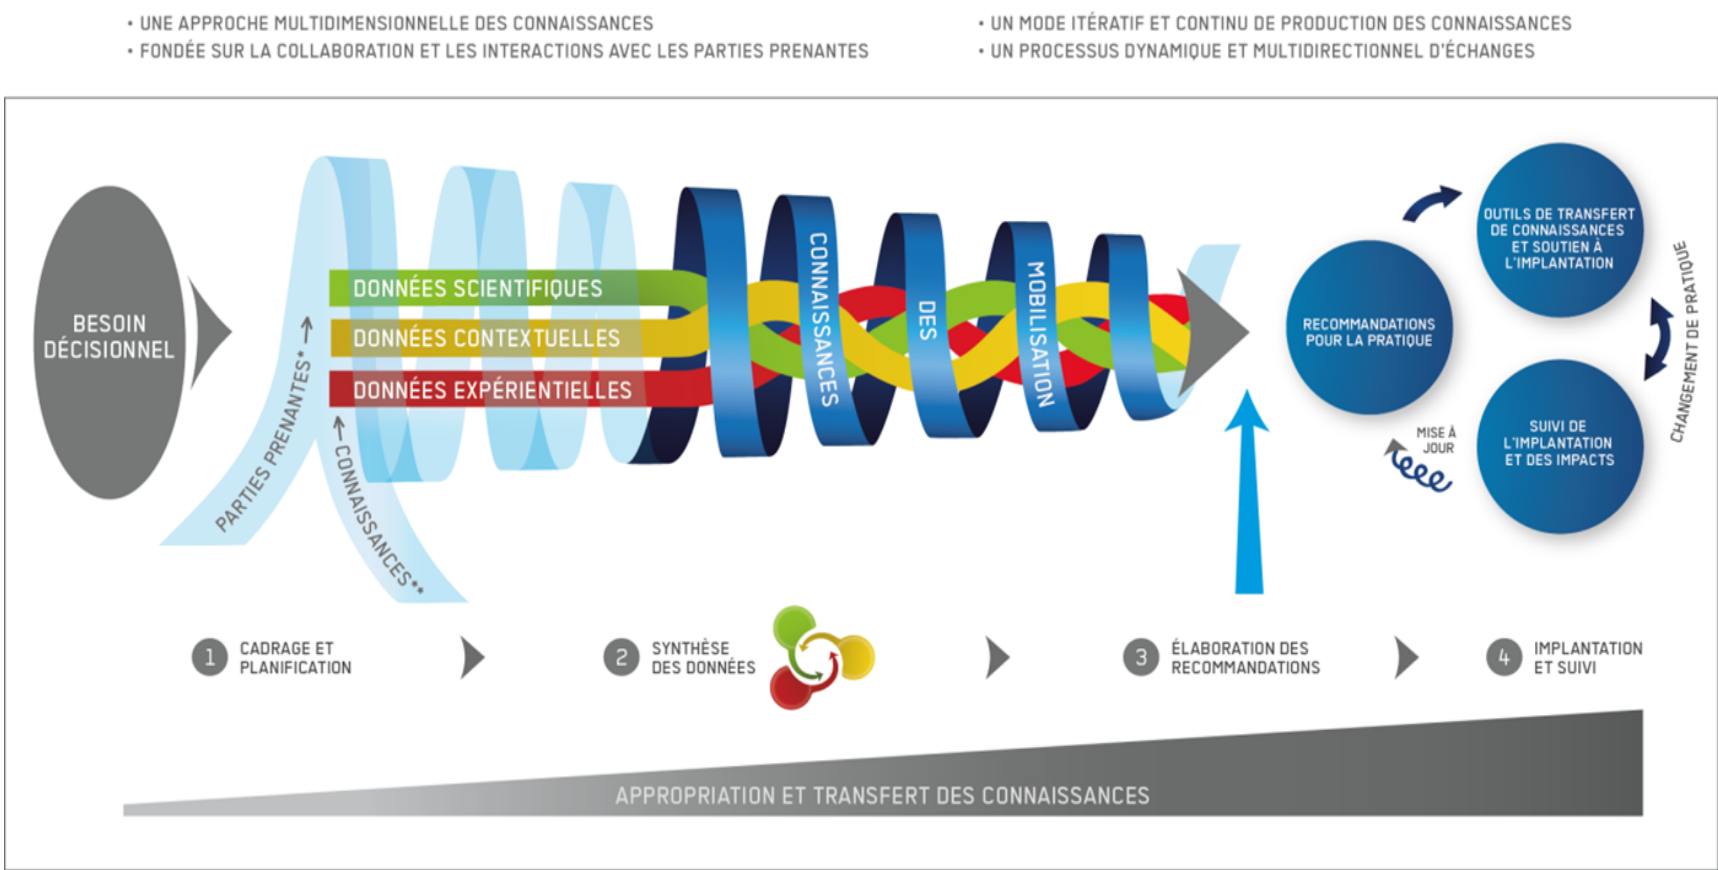 • UNE APPROCHE MULTIDIMENSIONNELLE DES CONNAISSANCES
• FONDÉE SUR LA COLLABORATION ET LES INTERACTIONS AVEC LES PARTIES PRENANTES
• UN MODE ITÉRATIF ET CONTINU DE PRODUCTION DES CONNAISSANCES
• UN PROCESSUS DYNAMIQUE ET MULTIDIRECTIONNEL D'ÉCHANGES
BESOIN
DÉCISIONNEL
PARTIES PRENANTES*
CONNAISSANCES**
DONNÉES SCIENTIFIQUES
DONNÉES CONTEXTUELLES
DONNÉES EXPÉRIENTIELLES
CONNAISSANCES
DES
MOBILISATION
RECOMMANDATIONS
POUR LA PRATIQUE
OUTILS DE TRANSFERT
DE CONNAISSANCES
ET SOUTIEN À
L'IMPLANTATION
CHANGEMENT DE PRATIQUE
SUIVI DE
L'IMPLANTATION
ET DES IMPACTS
MISE À
JOUR
1 CADRAGE ET
PLANIFICATION
2 SYNTHÈSE
DES DONNÉES
3 ÉLABORATION DES
RECOMMANDATIONS
4 IMPLANTATION
ET SUIVI
APPROPRIATION ET TRANSFERT DES CONNAISSANCES